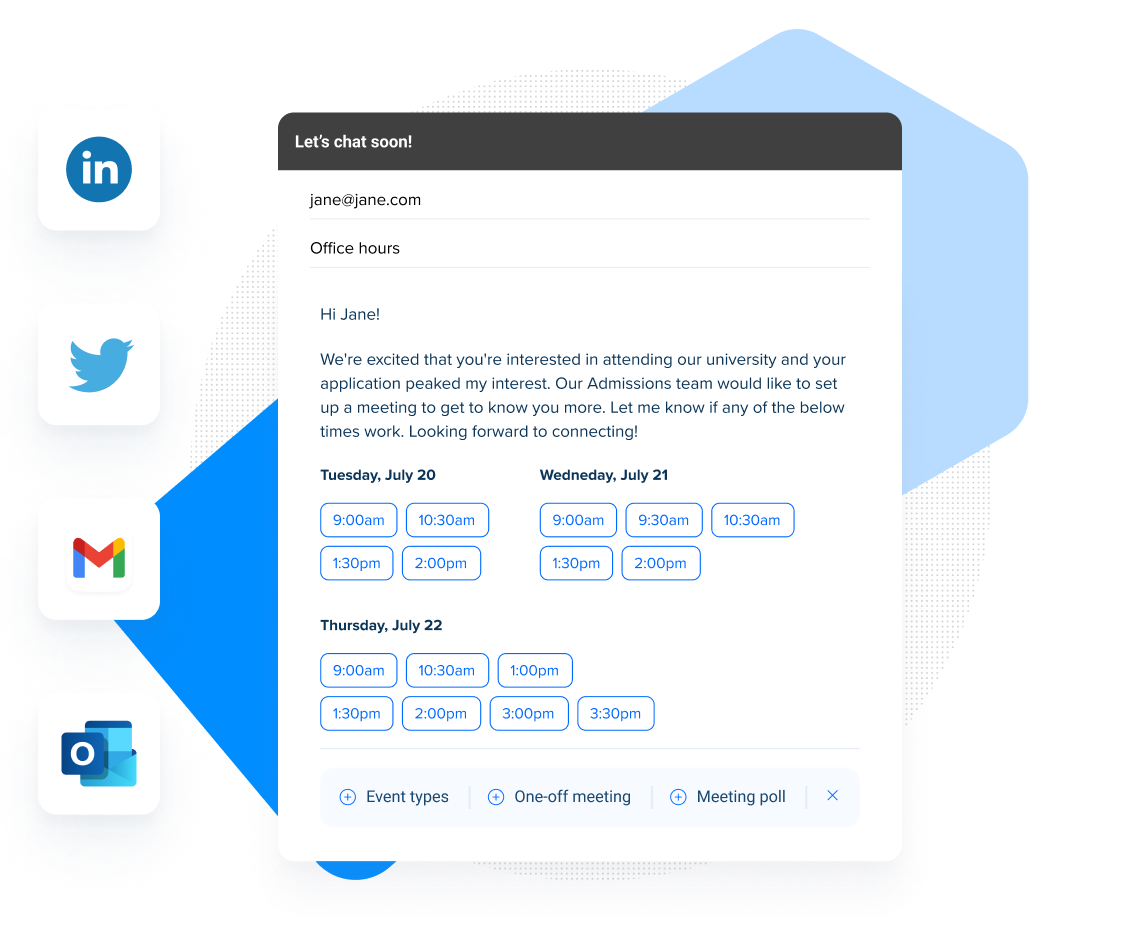 in
Let's chat soon!
jane@jane.com
Office hours
Hi Jane!
We're excited that you're interested in attending our university and your
application peaked my interest. Our Admissions team would like to set
up a meeting to get to know you more. Let me know if any of the below
times work. Looking forward to connecting!
Tuesday, July 20
9:00am 10:30am
1:30pm 2:00pm
Wedneday, July 21
9:00am 9:30am 10:30am
1:30pm 2:00pm
Thursday, July 22
9:00am 10:30am 1:00pm
1:30pm 2:00pm 3:00pm 3:30pm
Event types One-off meeting Meeting poll
O